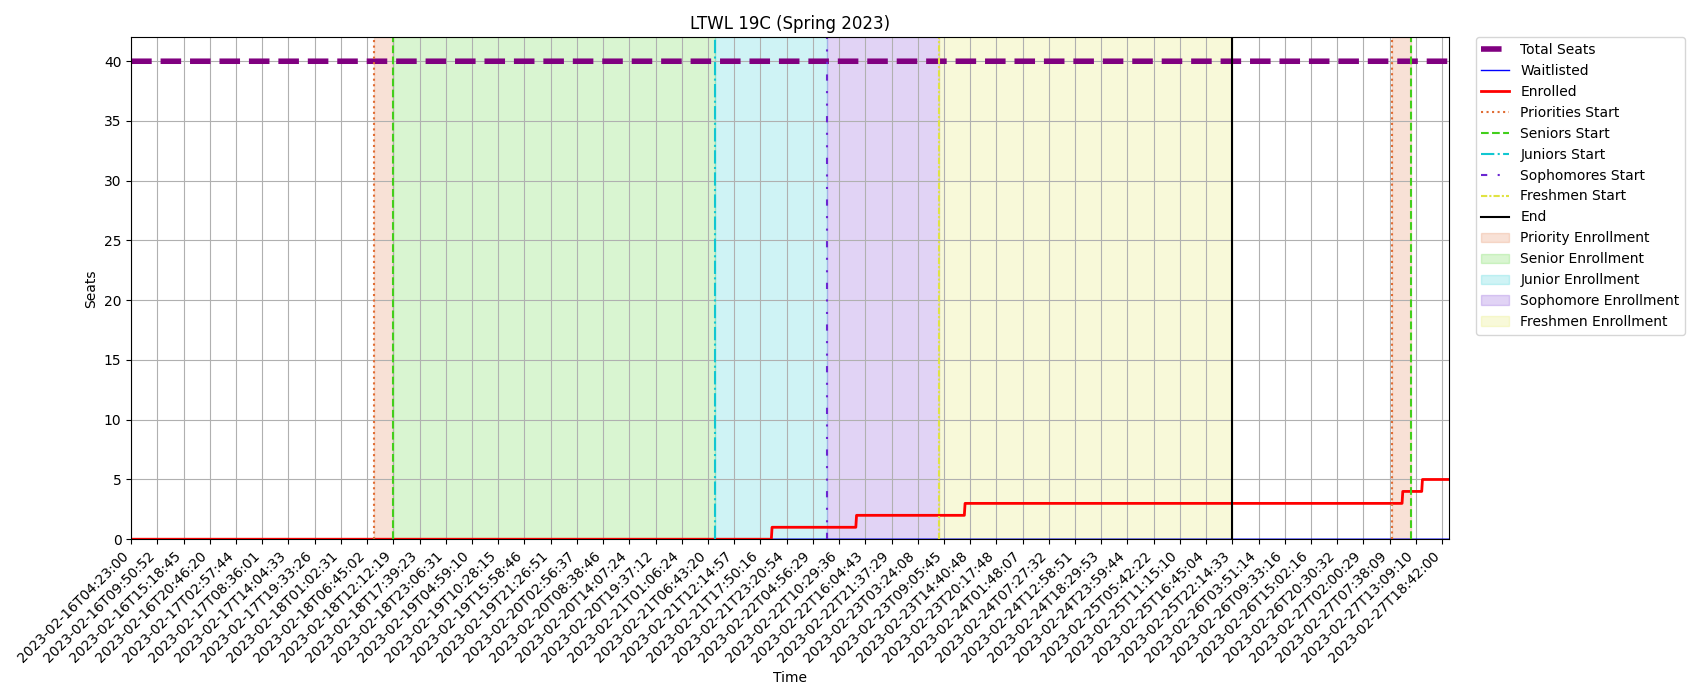 LTWL 19C (Spring 2023)
Total Seats
Waitlisted
Enrolled
Priorities Start
Seniors Start
Juniors Start
Sophomores Start
Freshmen Start
End
Priority Enrollment
Senior Enrollment
Junior Enrollment
Sophomore Enrollment
Freshmen Enrollment
Seats
40
35
30
25
20
15
10
5
0
2023-02-16T04:23:00
2023-02-16T09:50:52
2023-02-16T15:18:45
2023-02-16T20:46:20
2023-02-17T02:57:44
2023-02-17T08:36:01
2023-02-17T14:04:33
2023-02-17T19:33:26
2023-02-18T01:02:31
2023-02-18T06:45:02
2023-02-18T12:12:19
2023-02-18T17:39:23
2023-02-18T23:06:31
2023-02-19T04:59:10
2023-02-19T10:28:15
2023-02-19T15:58:46
2023-02-19T21:26:51
2023-02-20T02:56:37
2023-02-20T08:38:46
2023-02-20T14:07:24
2023-02-20T19:37:12
2023-02-21T01:06:24
2023-02-21T06:43:20
2023-02-21T12:14:57
2023-02-21T17:50:16
2023-02-21T23:20:54
2023-02-22T04:56:29
2023-02-22T10:29:36
2023-02-22T16:04:43
2023-02-22T21:37:29
2023-02-23T03:24:08
2023-02-23T09:05:45
2023-02-23T14:40:48
2023-02-23T20:17:48
2023-02-24T01:48:07
2023-02-24T07:27:32
2023-02-24T12:58:51
2023-02-24T18:29:53
2023-02-24T23:59:44
2023-02-25T05:42:22
2023-02-25T11:15:10
2023-02-25T16:45:04
2023-02-25T22:14:33
2023-02-26T03:51:14
2023-02-26T09:33:16
2023-02-26T15:02:16
2023-02-26T20:30:32
2023-02-27T02:00:29
2023-02-27T07:38:09
2023-02-27T13:09:10
2023-02-27T18:42:00
Time